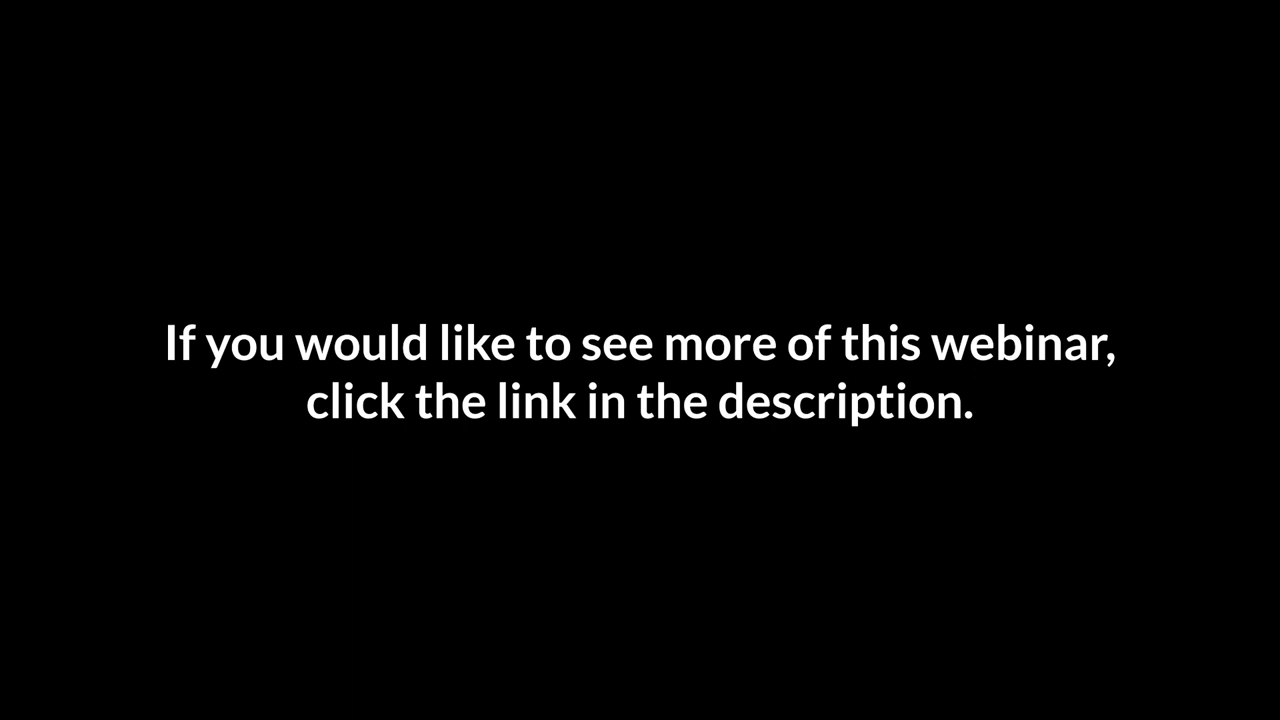 If you would like to see more of this webinar,
click the link in the description.